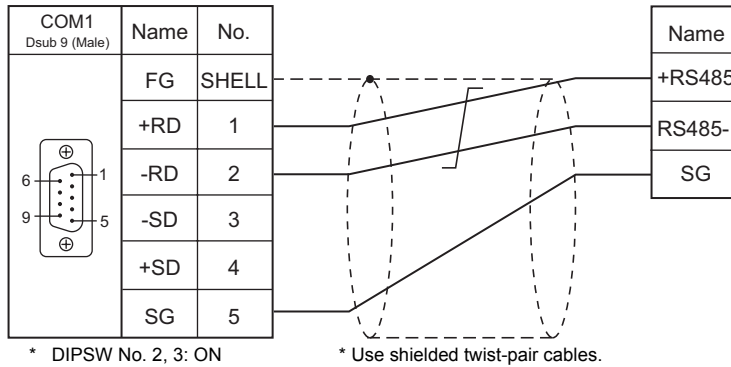 COM1
Dsub 9 (Male)
Name
No.
Name
FG
SHELL
+RS485
+RD
1
RS485-
-RD
2
SG
-SD
3
+SD
4
SG
5
6
1
9
5
* DIPSW No. 2, 3: ON
* Use shielded twist-pair cables.